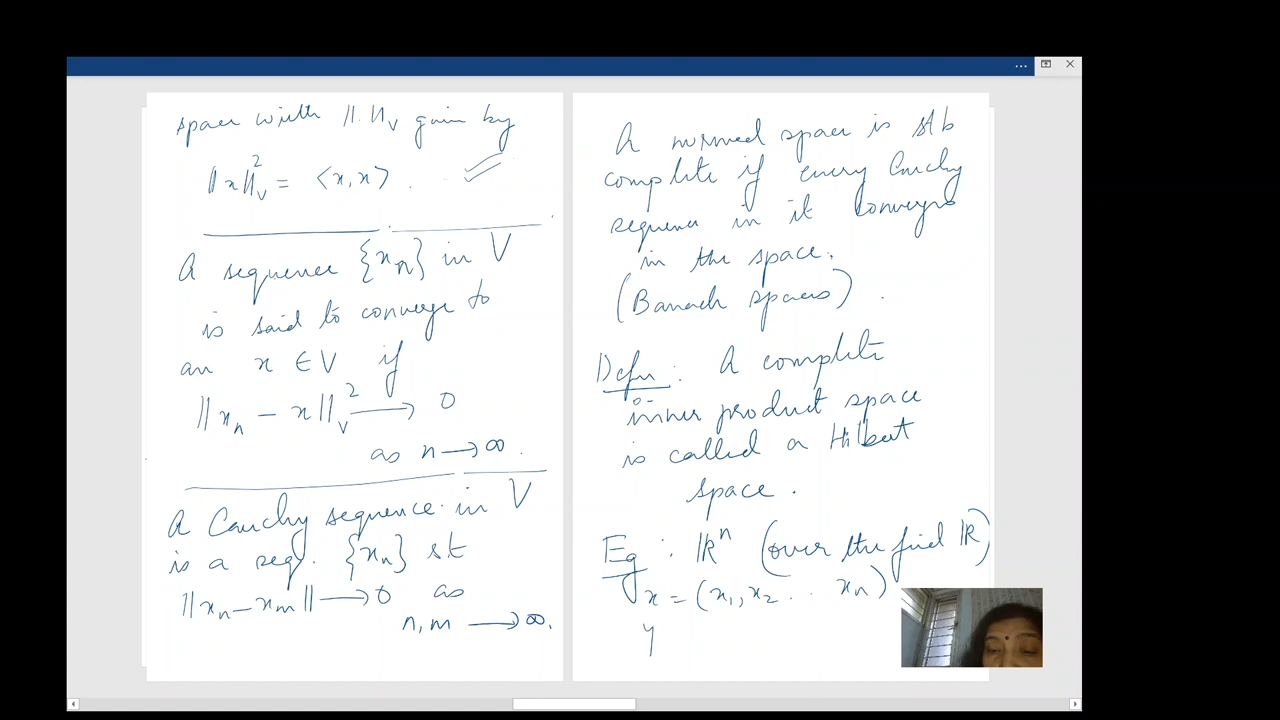 space with ||.||_V given by
||x||_V^2 = <x,x>.
A sequence {x_n} in V
is said to converge to
an x ∈ V if
||x_n - x||_V^2 → 0
as n → ∞.
A Cauchy sequence in V
is a seq. {x_n} st
||x_n - x_m|| → 0 as
n, m → ∞.
A normed space is stb
complete if every Cauchy
sequence in it converges
in the space.
(Banach spaces).
Defn: A complete
inner product space
is called a Hilbert
space.
Eg: ℝ^n (over the field ℝ)
x = (x_1, x_2 .. x_n)
y